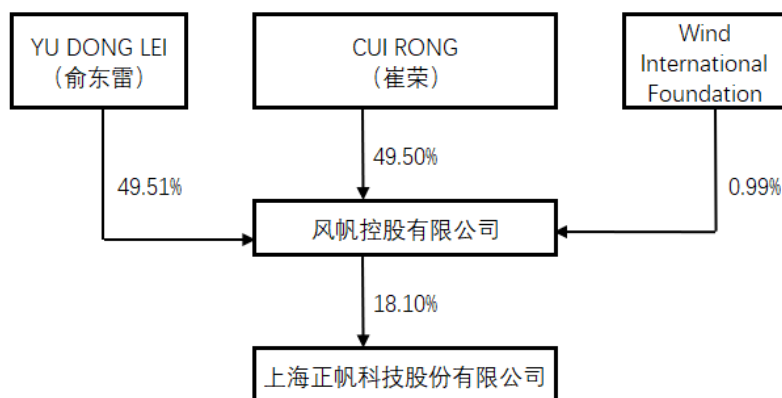 YU DONG LEI
（俞东雷）
CUI RONG
（崔荣）
Wind
International
Foundation
49.51%
49.50%
0.99%
风帆控股有限公司
18.10%
上海正帆科技股份有限公司